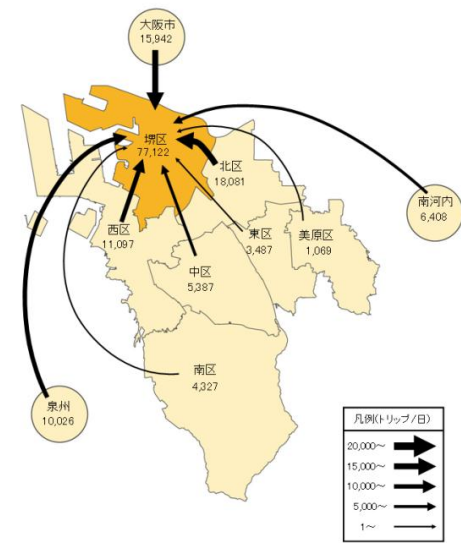 大阪市
15,942
堺区
77,122
北区
18,081
南河内
6,408
西区
11,097
東区
3,487
美原区
1,069
中区
5,387
南区
4,327
泉州
10,026
凡例(トリップ/日)
20,000～
15,000～
10,000～
5,000～
1～